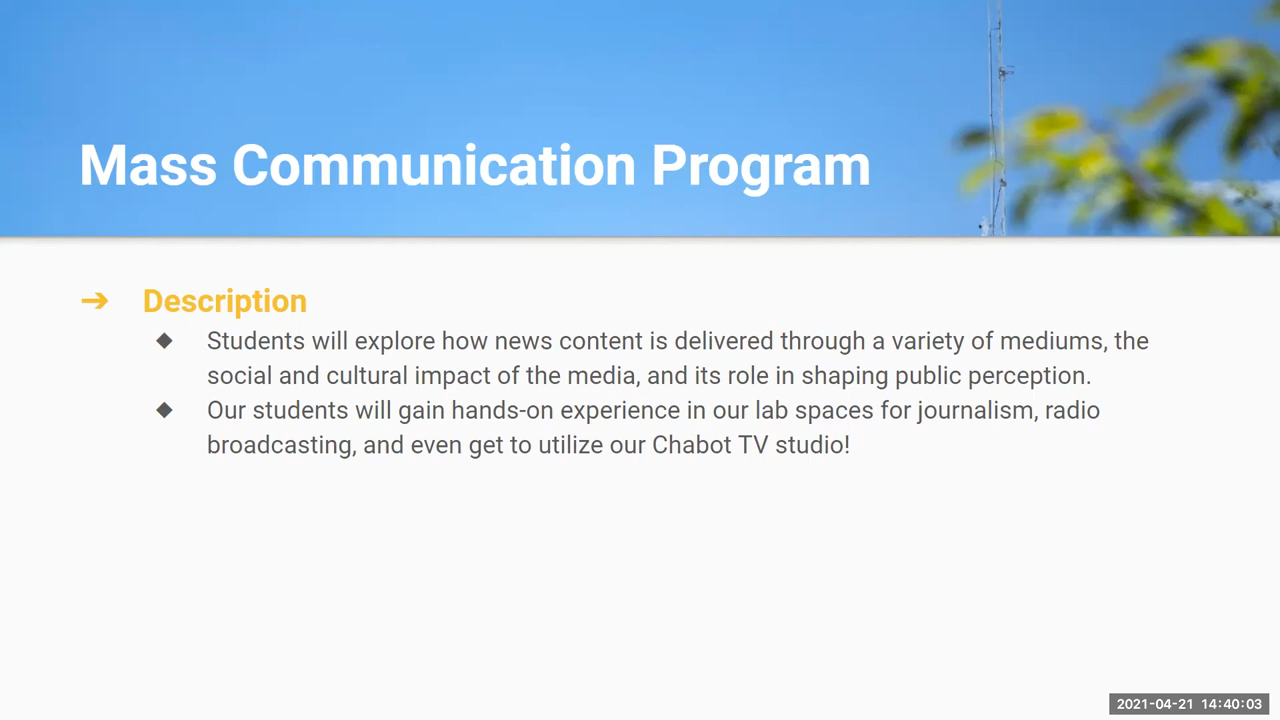 Mass Communication Program
➔ Description
◆ Students will explore how news content is delivered through a variety of mediums, the
social and cultural impact of the media, and its role in shaping public perception.
◆ Our students will gain hands-on experience in our lab spaces for journalism, radio
broadcasting, and even get to utilize our Chabot TV studio!
2021-04-21 14:40:03